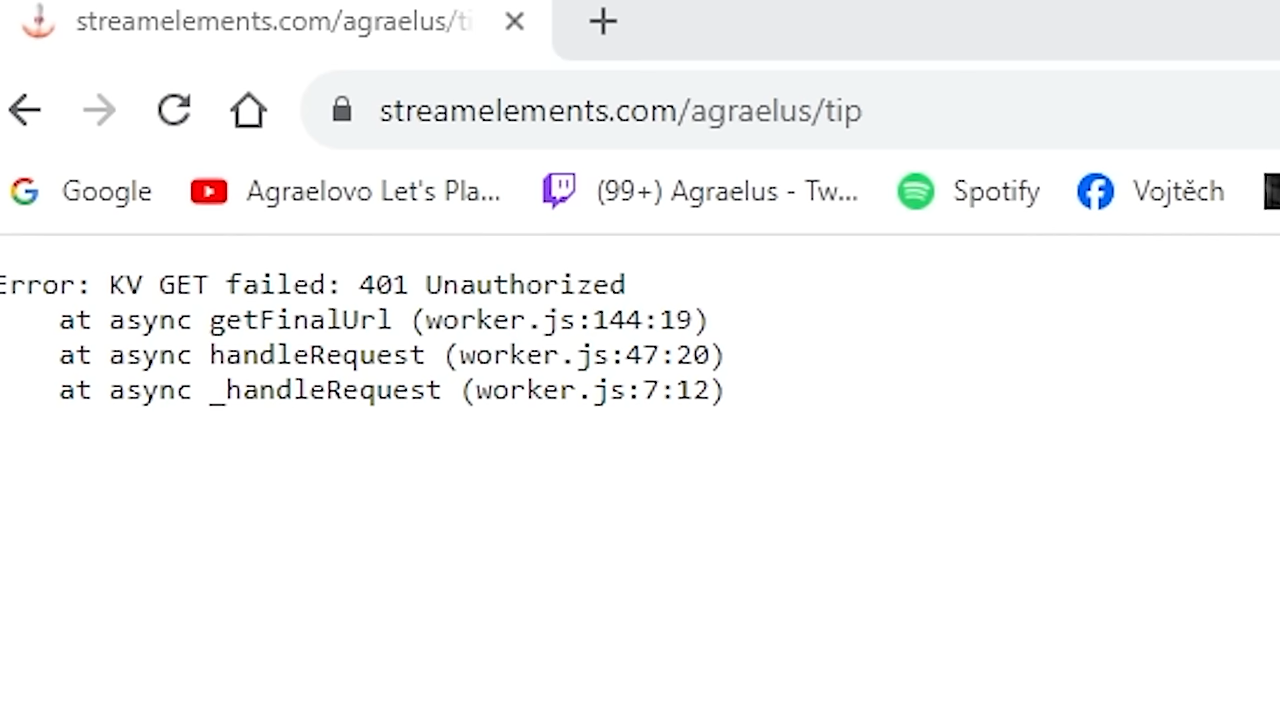 streamelements.com/agraelus/ti
streamelements.com/agraelus/tip
Google Agraelovo Let's Pla... (99+) Agraelus - Tw... Spotify Vojtěch
Error: KV GET failed: 401 Unauthorized
at async getFinalUrl (worker.js:144:19)
at async handleRequest (worker.js:47:20)
at async _handleRequest (worker.js:7:12)